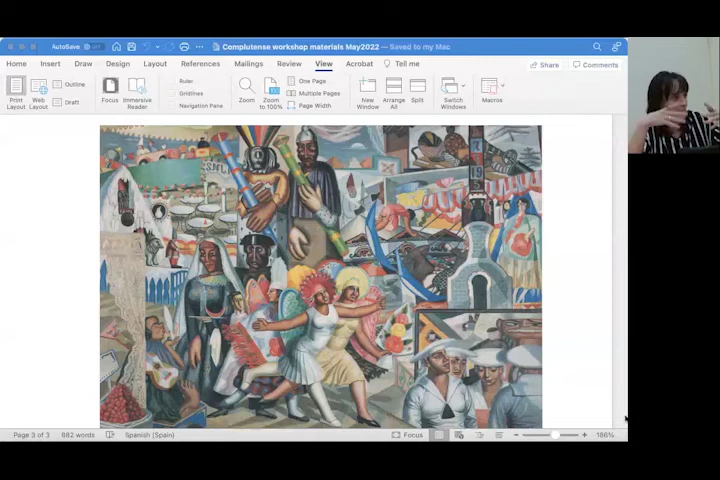 AutoSave
Complutense workshop materials May2022 — Saved to my Mac
Home Insert Draw Design Layout References Mailings Review View Acrobat Tell me
Share Comments
Print Layout
Web Layout
Outline
Draft
Focus
Immersive Reader
Ruler
Gridlines
Navigation Pane
Zoom
Zoom to 100%
One Page
Multiple Pages
Page Width
New Window
Arrange All
Split
Switch Windows
Macros
Page 3 of 3 882 words Spanish (Spain)
Focus
186%